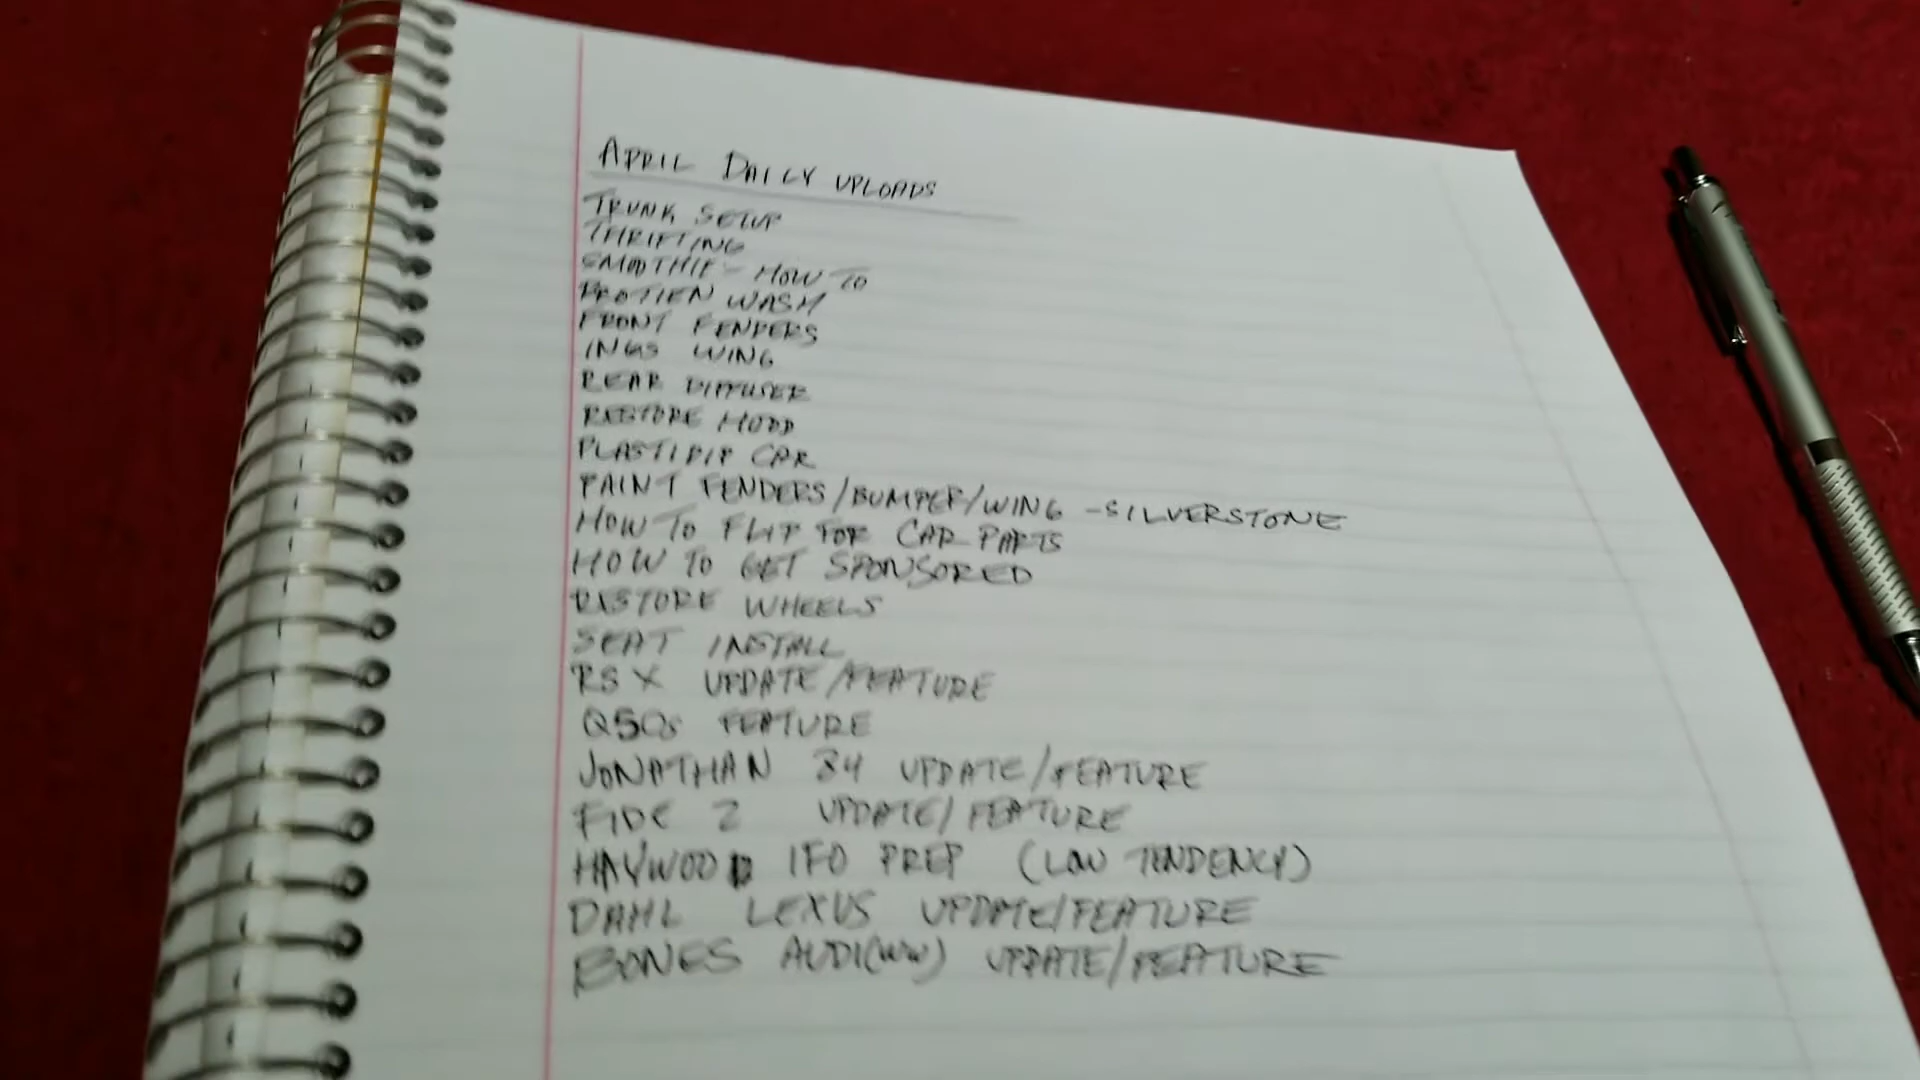 APRIL DAILY UPLOADS
TRUNK SETUP
THRIFTING
SMOOTHIE - HOW TO
PROTIEN WASH
FRONT FENDERS
INGS WING
REAR DIFFUSER
RESTORE HOOD
PLASTIDIP CAR
PAINT FENDERS/BUMPER/WING -SILVERSTONE
HOW TO FLIP FOR CAR PARTS
HOW TO GET SPONSORED
RESTORE WHEELS
SEAT INSTALL
RSX UPDATE/FEATURE
Q50s FEATURE
JONATHAN UPDATE/FEATURE
FIDE Z UPDATE/FEATURE
HAYWOOD IFO PREP (LOW TENDENCY)
DAHL LEXUS UPDATE/FEATURE
BONES AUDI UPDATE/FEATURE